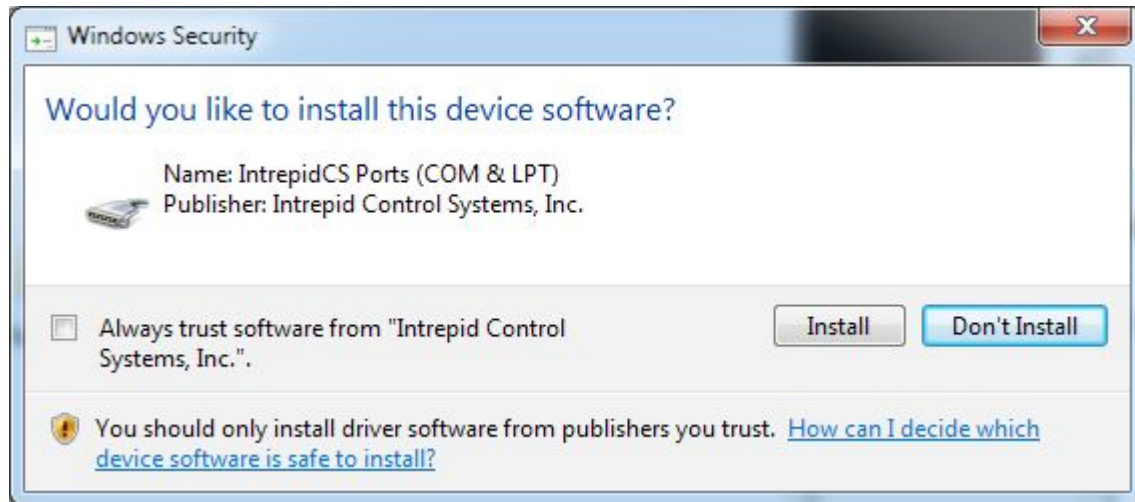 Windows Security
Would you like to install this device software?
Name: IntrepidCS Ports (COM & LPT)
Publisher: Intrepid Control Systems, Inc.
Always trust software from "Intrepid Control
Systems, Inc.".
Install
Don't Install
You should only install driver software from publishers you trust. How can I decide which
device software is safe to install?